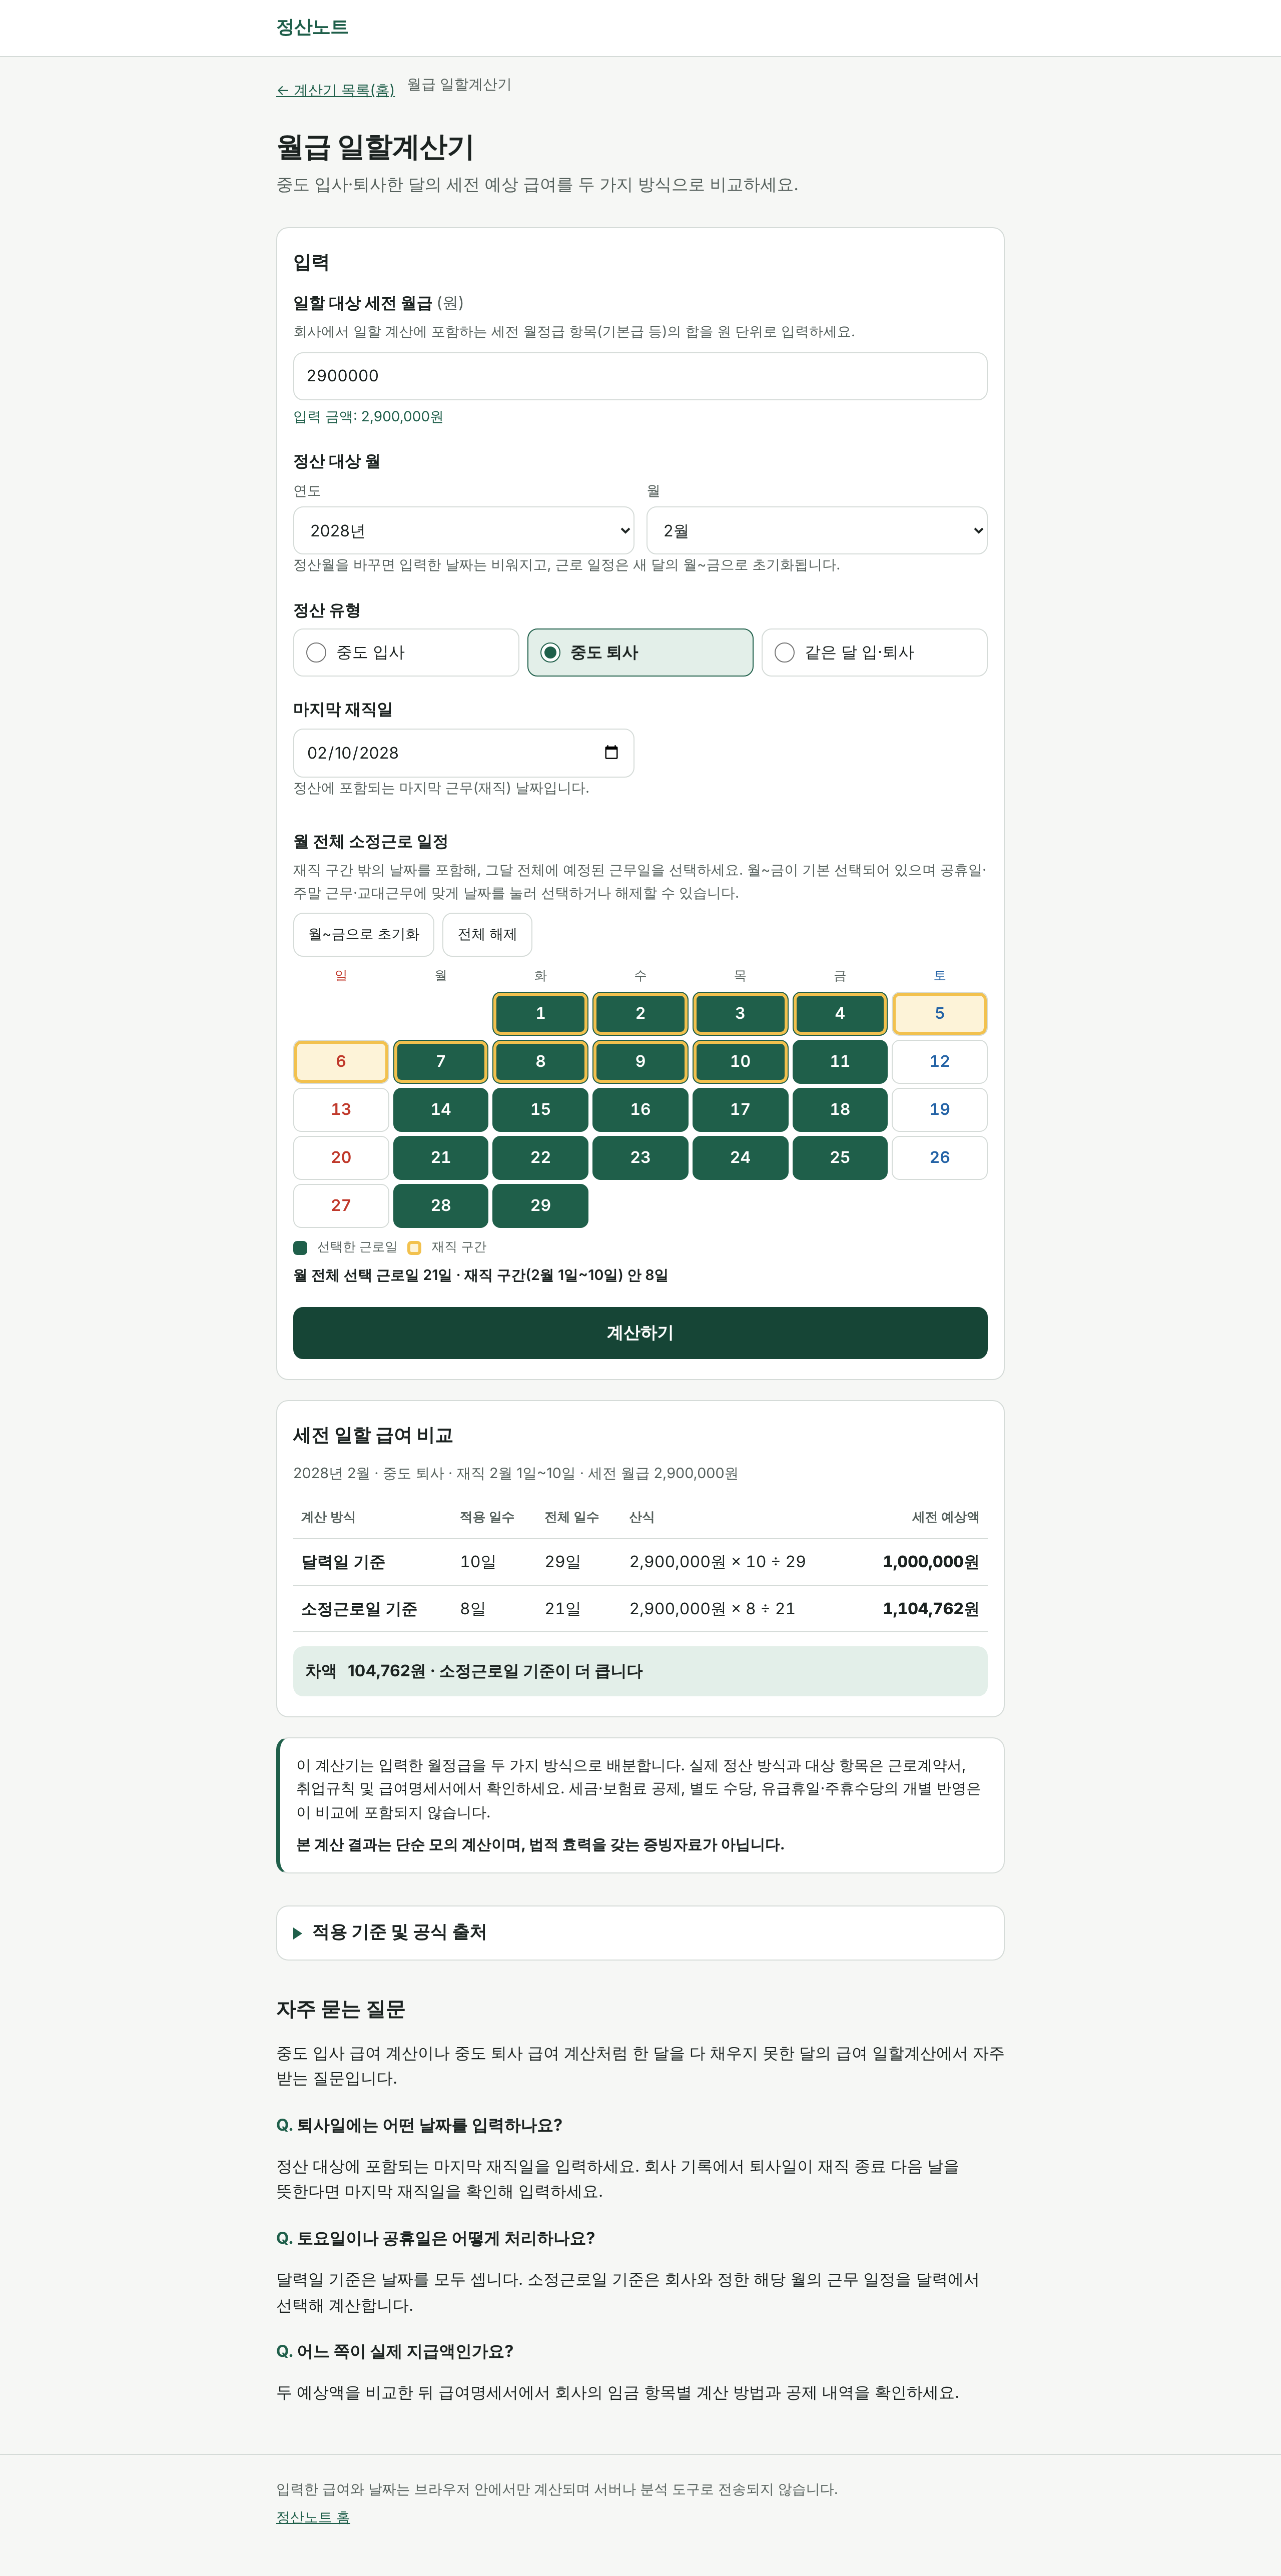 정산노트
← 계산기 목록(홈) 월급 일할계산기
월급 일할계산기
중도 입사·퇴사한 달의 세전 예상 급여를 두 가지 방식으로 비교하세요.
입력
일할 대상 세전 월급 (원)
회사에서 일할 계산에 포함하는 세전 월정급 항목(기본급 등)의 합을 원 단위로 입력하세요.
2900000
입력 금액: 2,900,000원
정산 대상 월
연도 월
2028년 2월
정산월을 바꾸면 입력한 날짜는 비워지고, 근로 일정은 새 달의 월~금으로 초기화됩니다.
정산 유형
중도 입사 중도 퇴사 같은 달 입·퇴사
마지막 재직일
02/10/2028
정산에 포함되는 마지막 근무(재직) 날짜입니다.
월 전체 소정근로 일정
재직 구간 밖의 날짜를 포함해, 그달 전체에 예정된 근무일을 선택하세요. 월~금이 기본 선택되어 있으며 공휴일·
주말 근무·교대근무에 맞게 날짜를 눌러 선택하거나 해제할 수 있습니다.
월~금으로 초기화 전체 해제
일 월 화 수 목 금 토
1 2 3 4 5
6 7 8 9 10 11 12
13 14 15 16 17 18 19
20 21 22 23 24 25 26
27 28 29
선택한 근로일 재직 구간
월 전체 선택 근로일 21일 · 재직 구간(2월 1일~10일) 안 8일
계산하기
세전 일할 급여 비교
2028년 2월 · 중도 퇴사 · 재직 2월 1일~10일 · 세전 월급 2,900,000원
계산 방식 적용 일수 전체 일수 산식 세전 예상액
달력일 기준 10일 29일 2,900,000원 × 10 ÷ 29 1,000,000원
소정근로일 기준 8일 21일 2,900,000원 × 8 ÷ 21 1,104,762원
차액 104,762원 · 소정근로일 기준이 더 큽니다
이 계산기는 입력한 월정급을 두 가지 방식으로 배분합니다. 실제 정산 방식과 대상 항목은 근로계약서,
취업규칙 및 급여명세서에서 확인하세요. 세금·보험료 공제, 별도 수당, 유급휴일·주휴수당의 개별 반영은
이 비교에 포함되지 않습니다.
본 계산 결과는 단순 모의 계산이며, 법적 효력을 갖는 증빙자료가 아닙니다.
적용 기준 및 공식 출처
자주 묻는 질문
중도 입사 급여 계산이나 중도 퇴사 급여 계산처럼 한 달을 다 채우지 못한 달의 급여 일할계산에서 자주
받는 질문입니다.
Q. 퇴사일에는 어떤 날짜를 입력하나요?
정산 대상에 포함되는 마지막 재직일을 입력하세요. 회사 기록에서 퇴사일이 재직 종료 다음 날을
뜻한다면 마지막 재직일을 확인해 입력하세요.
Q. 토요일이나 공휴일은 어떻게 처리하나요?
달력일 기준은 날짜를 모두 셉니다. 소정근로일 기준은 회사와 정한 해당 월의 근무 일정을 달력에서
선택해 계산합니다.
Q. 어느 쪽이 실제 지급액인가요?
두 예상액을 비교한 뒤 급여명세서에서 회사의 임금 항목별 계산 방법과 공제 내역을 확인하세요.
입력한 급여와 날짜는 브라우저 안에서만 계산되며 서버나 분석 도구로 전송되지 않습니다.
정산노트 홈